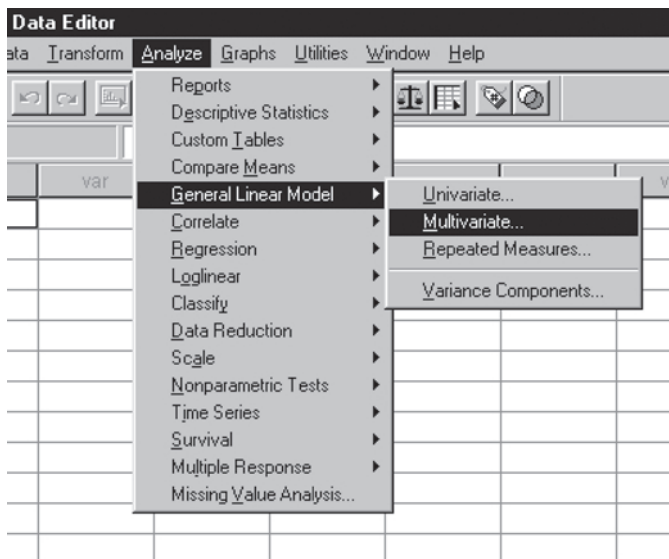 Data Editor
ata Transform Analyze Graphs Utilities Window Help
Reports
Descriptive Statistics
Custom Tables
Compare Means
var
General Linear Model
Univariate...
Correlate
Multivariate...
Regression
Repeated Measures...
Loglinear
Variance Components...
Classify
Data Reduction
Scale
Nonparametric Tests
Time Series
Survival
Multiple Response
Missing Value Analysis...